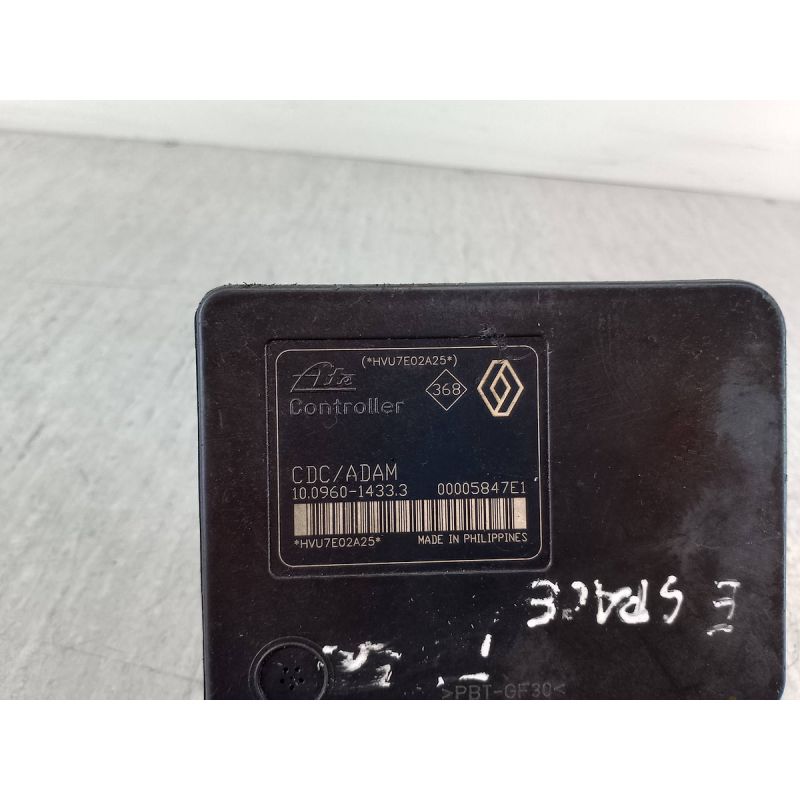 (*HVU7E02A25*)
Ate
368
Controller
CDC/ADAM
10.0960-1433.3 00005847E1
*HVU7E02A25*
MADE IN PHILIPPINES
ESPACE
>PBT-GF30<